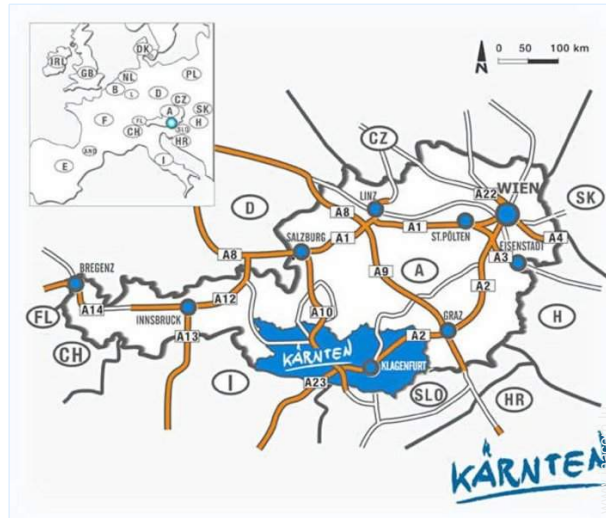 DK
IRL
GB
NL
PL
B
L
D
CZ
SK
F
FL
A
H
CH
SLO
HR
AND
E
I
N
0 50 100 km
CZ
A22
WIEN
SK
LINZ
D
A8
A1
A1
ST.PÖLTEN
A4
SALZBURG
EISENSTADT
A3
A8
BREGENZ
A9
A
A2
A12
A14
INNSBRUCK
A10
FL
A13
GRAZ
H
KÄRNTEN
A2
CH
KLAGENFURT
I
A23
SLO
HR
KÄRNTEN